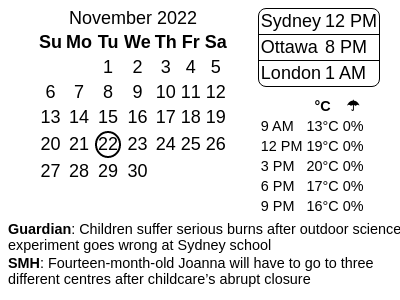 November 2022
Su Mo Tu We Th Fr Sa
1 2 3 4 5
6 7 8 9 10 11 12
13 14 15 16 17 18 19
20 21 22 23 24 25 26
27 28 29 30
Sydney 12 PM
Ottawa 8 PM
London 1 AM
°C ☂
9 AM 13°C 0%
12 PM 19°C 0%
3 PM 20°C 0%
6 PM 17°C 0%
9 PM 16°C 0%
Guardian: Children suffer serious burns after outdoor science
experiment goes wrong at Sydney school
SMH: Fourteen-month-old Joanna will have to go to three
different centres after childcare’s abrupt closure